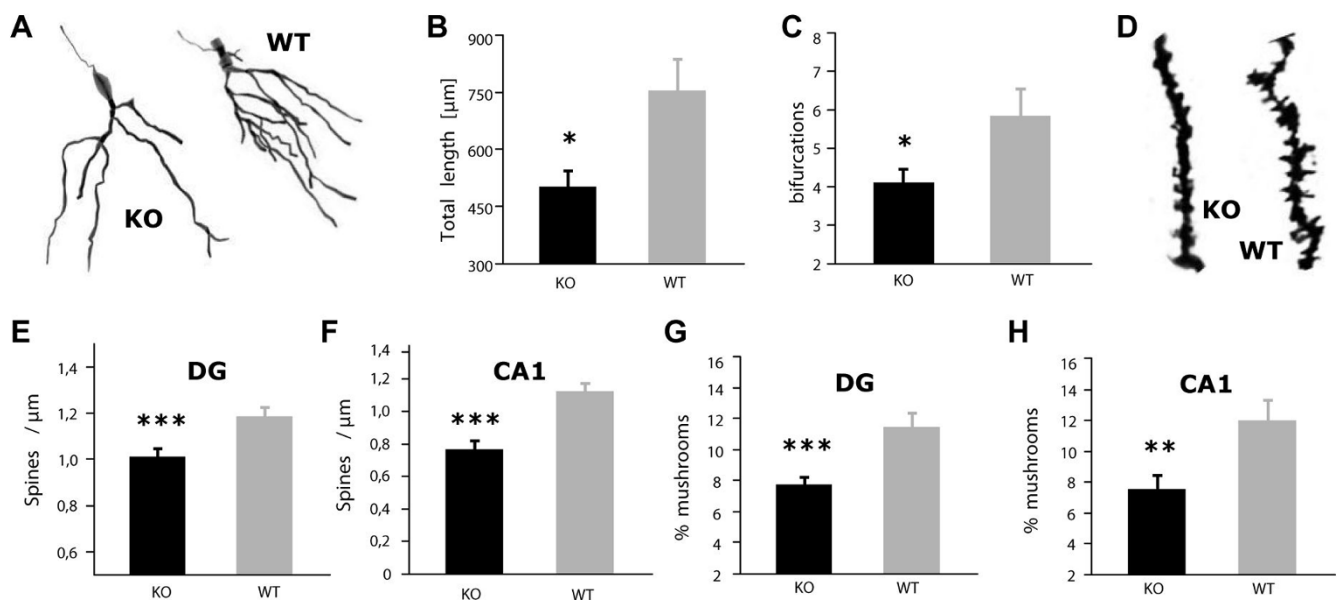 A
KO
WT
B
Total length [µm]
900
750
600
450
300
*
KO
WT
C
bifurcations
8
7
6
5
4
3
2
*
KO
WT
D
KO
WT
E
DG
Spines / µm
1,4
1,2
1,0
0,8
0,6
***
KO
WT
F
CA1
Spines / µm
1,4
1,2
1,0
0,8
0,6
0,4
0,2
0
***
KO
WT
G
DG
% mushrooms
16
14
12
10
8
6
4
2
***
KO
WT
H
CA1
% mushrooms
16
14
12
10
8
6
4
2
**
KO
WT